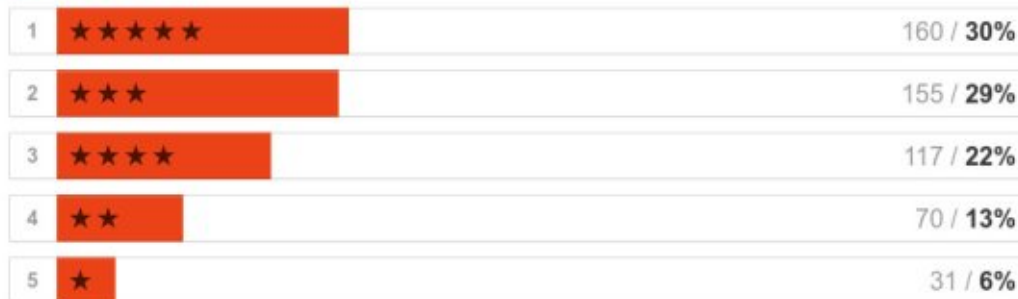 1 ★★★★★ 160 / 30%
2 ★★★ 155 / 29%
3 ★★★★ 117 / 22%
4 ★★ 70 / 13%
5 ★ 31 / 6%